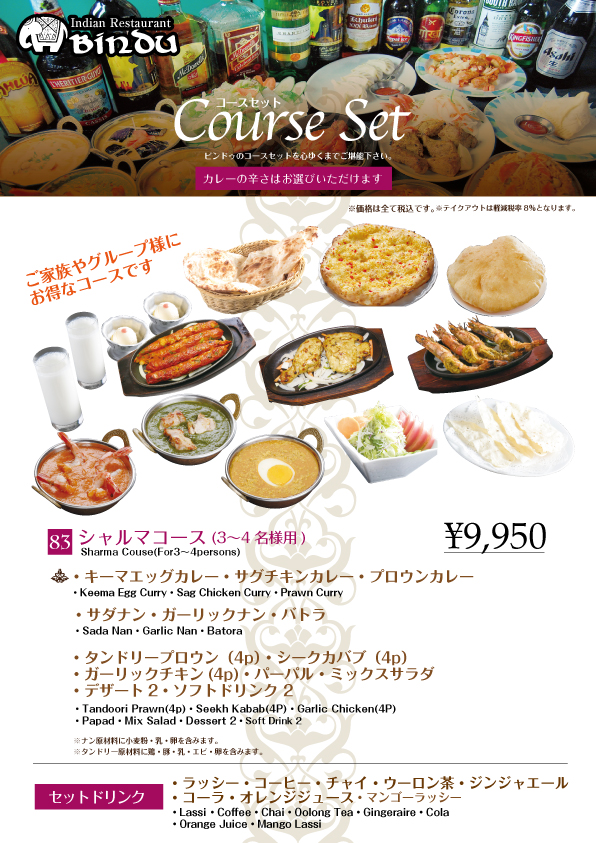 Indian Restaurant
BINDU
コースセット
Course Set
ビンドゥのコースセットを心ゆくまでご堪能下さい。
カレーの辛さはお選びいただけます
※価格は全て税込です。※テイクアウトは軽減税率8%となります。
ご家族やグループ様に
お得なコースです
83 シャルマコース(3〜4名様用) ¥9,950
Sharma Couse(For3〜4persons)
・キーマエッグカレー・サグチキンカレー・プロウンカレー
・Keema Egg Curry・Sag Chicken Curry・Prawn Curry
・サダナン・ガーリックナン・バトラ
・Sada Nan・Garlic Nan・Batora
・タンドリープロウン（4p）・シークカバブ（4p）
・ガーリックチキン(4p)・パーパル・ミックスサラダ
・デザート2・ソフトドリンク2
・Tandoori Prawn(4p)・Seekh Kabab(4P)・Garlic Chicken(4P)
・Papad・Mix Salad・Dessert 2・Soft Drink 2
※ナン原材料に小麦粉・乳・卵を含みます。
※タンドリー原材料に鶏・豚・乳・エビ・卵を含みます。
セットドリンク
・ラッシー・コーヒー・チャイ・ウーロン茶・ジンジャエール
・コーラ・オレンジジュース・マンゴーラッシー
・Lassi・Coffee・Chai・Oolong Tea・Gingeraire・Cola
・Orange Juice・Mango Lassi